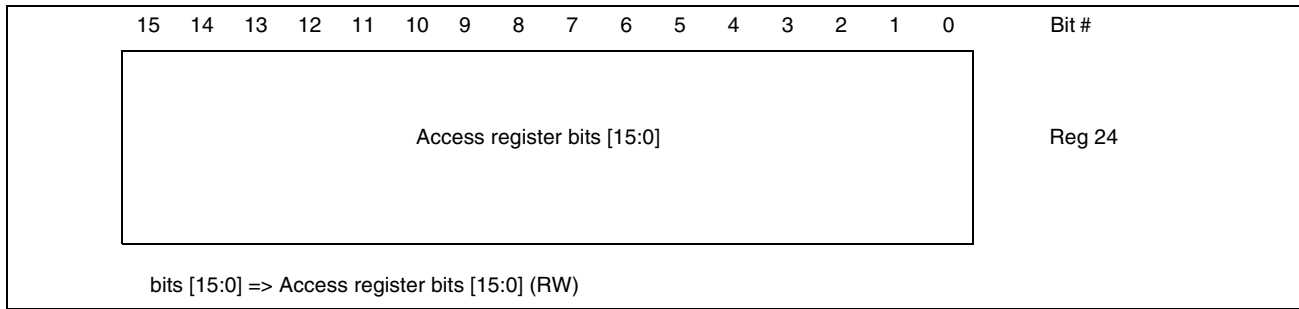 15 14 13 12 11 10 9 8 7 6 5 4 3 2 1 0 Bit #
Access register bits [15:0] Reg 24
bits [15:0] => Access register bits [15:0] (RW)